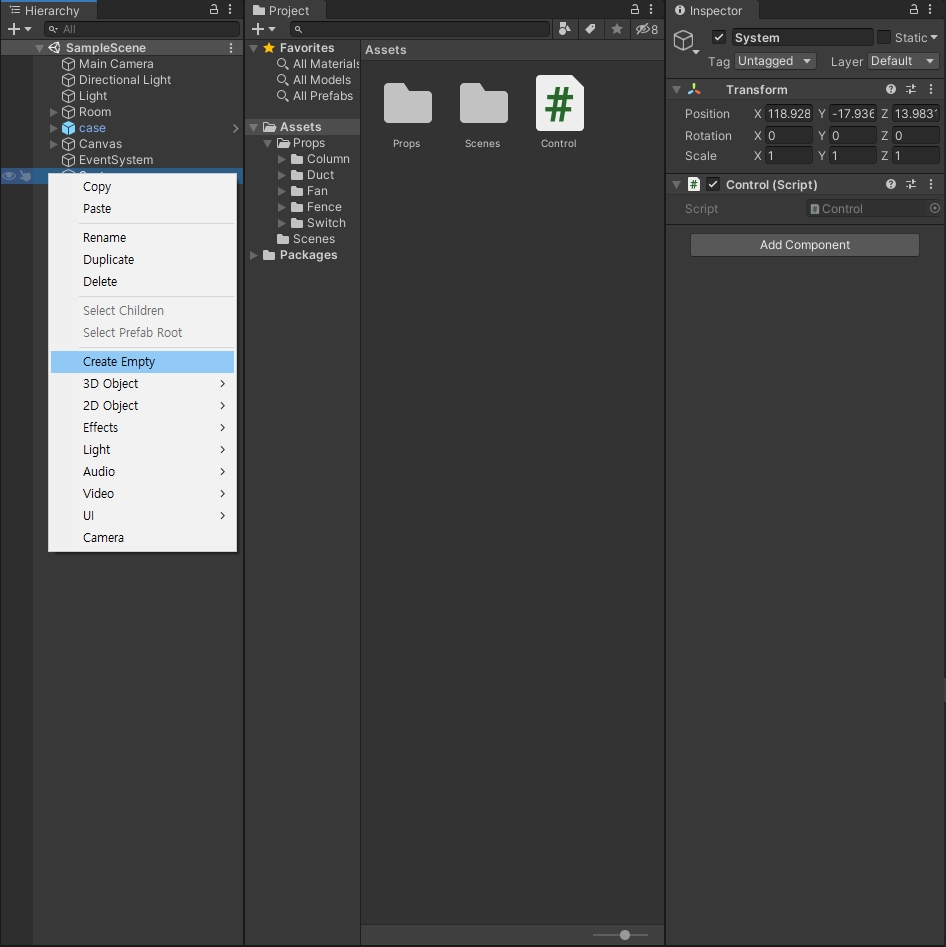 Hierarchy
All
SampleScene
Main Camera
Directional Light
Light
Room
case
Canvas
EventSystem
Copy
Paste
Rename
Duplicate
Delete
Select Children
Select Prefab Root
Create Empty
3D Object
2D Object
Effects
Light
Audio
Video
UI
Camera
Project
8
Favorites
All Materials
All Models
All Prefabs
Assets
Props
Column
Duct
Fan
Fence
Switch
Scenes
Packages
Assets
Props Scenes Control
#
Inspector
System Static
Tag Untagged Layer Default
Transform
Position X 118.928 Y -17.936 Z 13.983
Rotation X 0 Y 0 Z 0
Scale X 1 Y 1 Z 1
# Control (Script)
Script # Control
Add Component